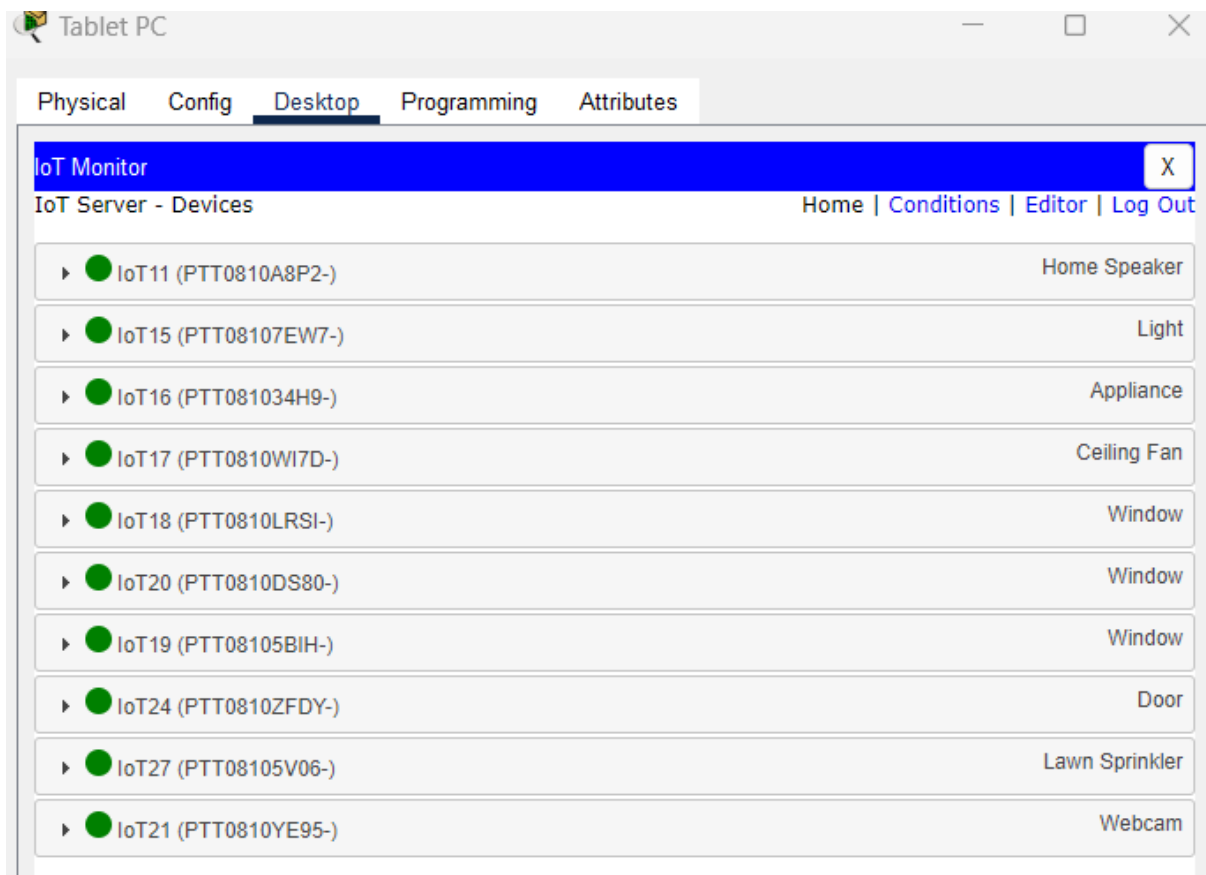 Tablet PC
Physical Config Desktop Programming Attributes
IoT Monitor X
IoT Server - Devices Home | Conditions | Editor | Log Out
IoT11 (PTT0810A8P2-) Home Speaker
IoT15 (PTT08107EW7-) Light
IoT16 (PTT081034H9-) Appliance
IoT17 (PTT0810WI7D-) Ceiling Fan
IoT18 (PTT0810LRSI-) Window
IoT20 (PTT0810DS80-) Window
IoT19 (PTT08105BIH-) Window
IoT24 (PTT0810ZFDY-) Door
IoT27 (PTT08105V06-) Lawn Sprinkler
IoT21 (PTT0810YE95-) Webcam